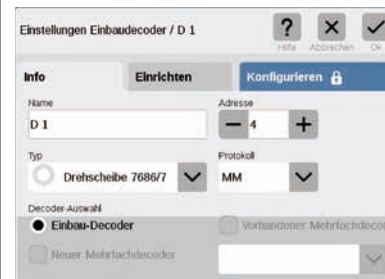 Einstellungen Einbaudecoder / D 1
?
Hilfe Abbrechen Ok
Info Einrichten Konfigurieren
Name Adresse
D 1 4
Typ Protokoll
Drehscheibe 7686/7 MM
Decoder-Auswahl
Einbau-Decoder Vorhandener Mehrfachdecod
Neuer Mehrfachdecoder